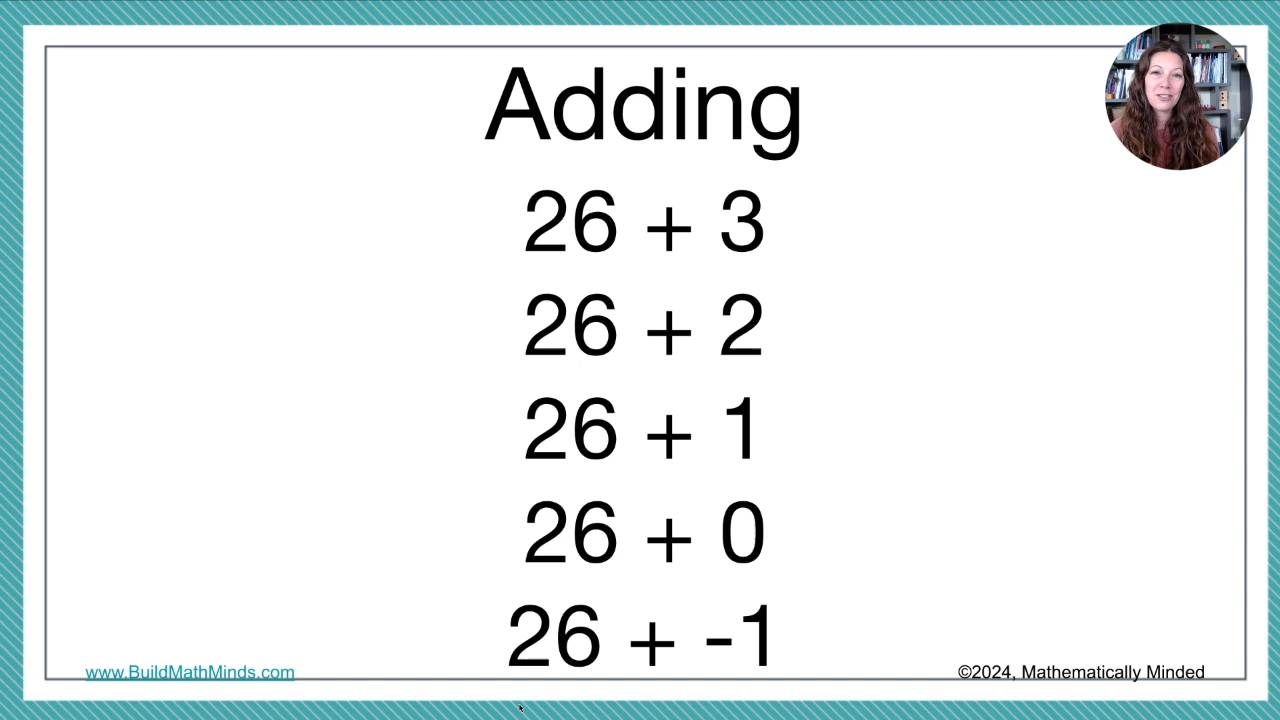 Adding
26 + 3
26 + 2
26 + 1
26 + 0
26 + -1
www.BuildMathMinds.com
©2024, Mathematically Minded